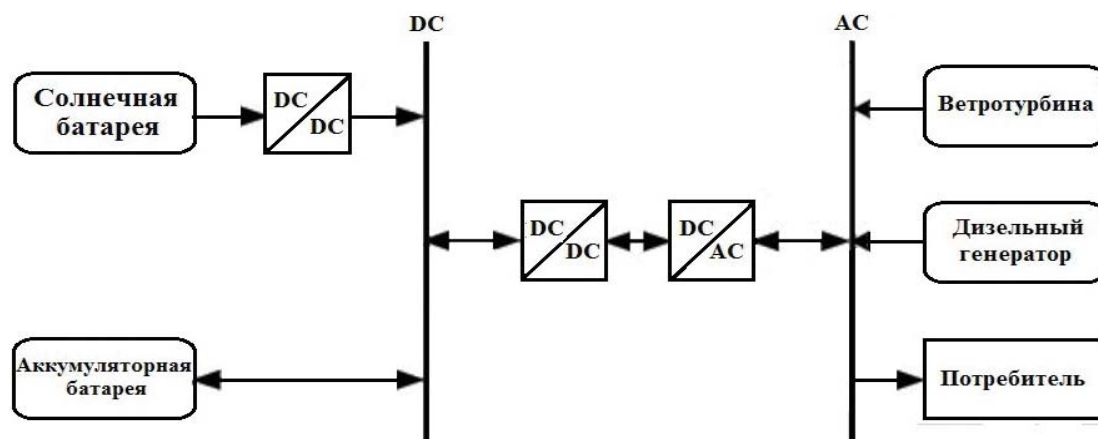 DC
AC
Солнечная
батарея
DC
DC
Ветротурбина
DC
DC
DC
AC
Дизельный
генератор
Аккумуляторная
батарея
Потребитель